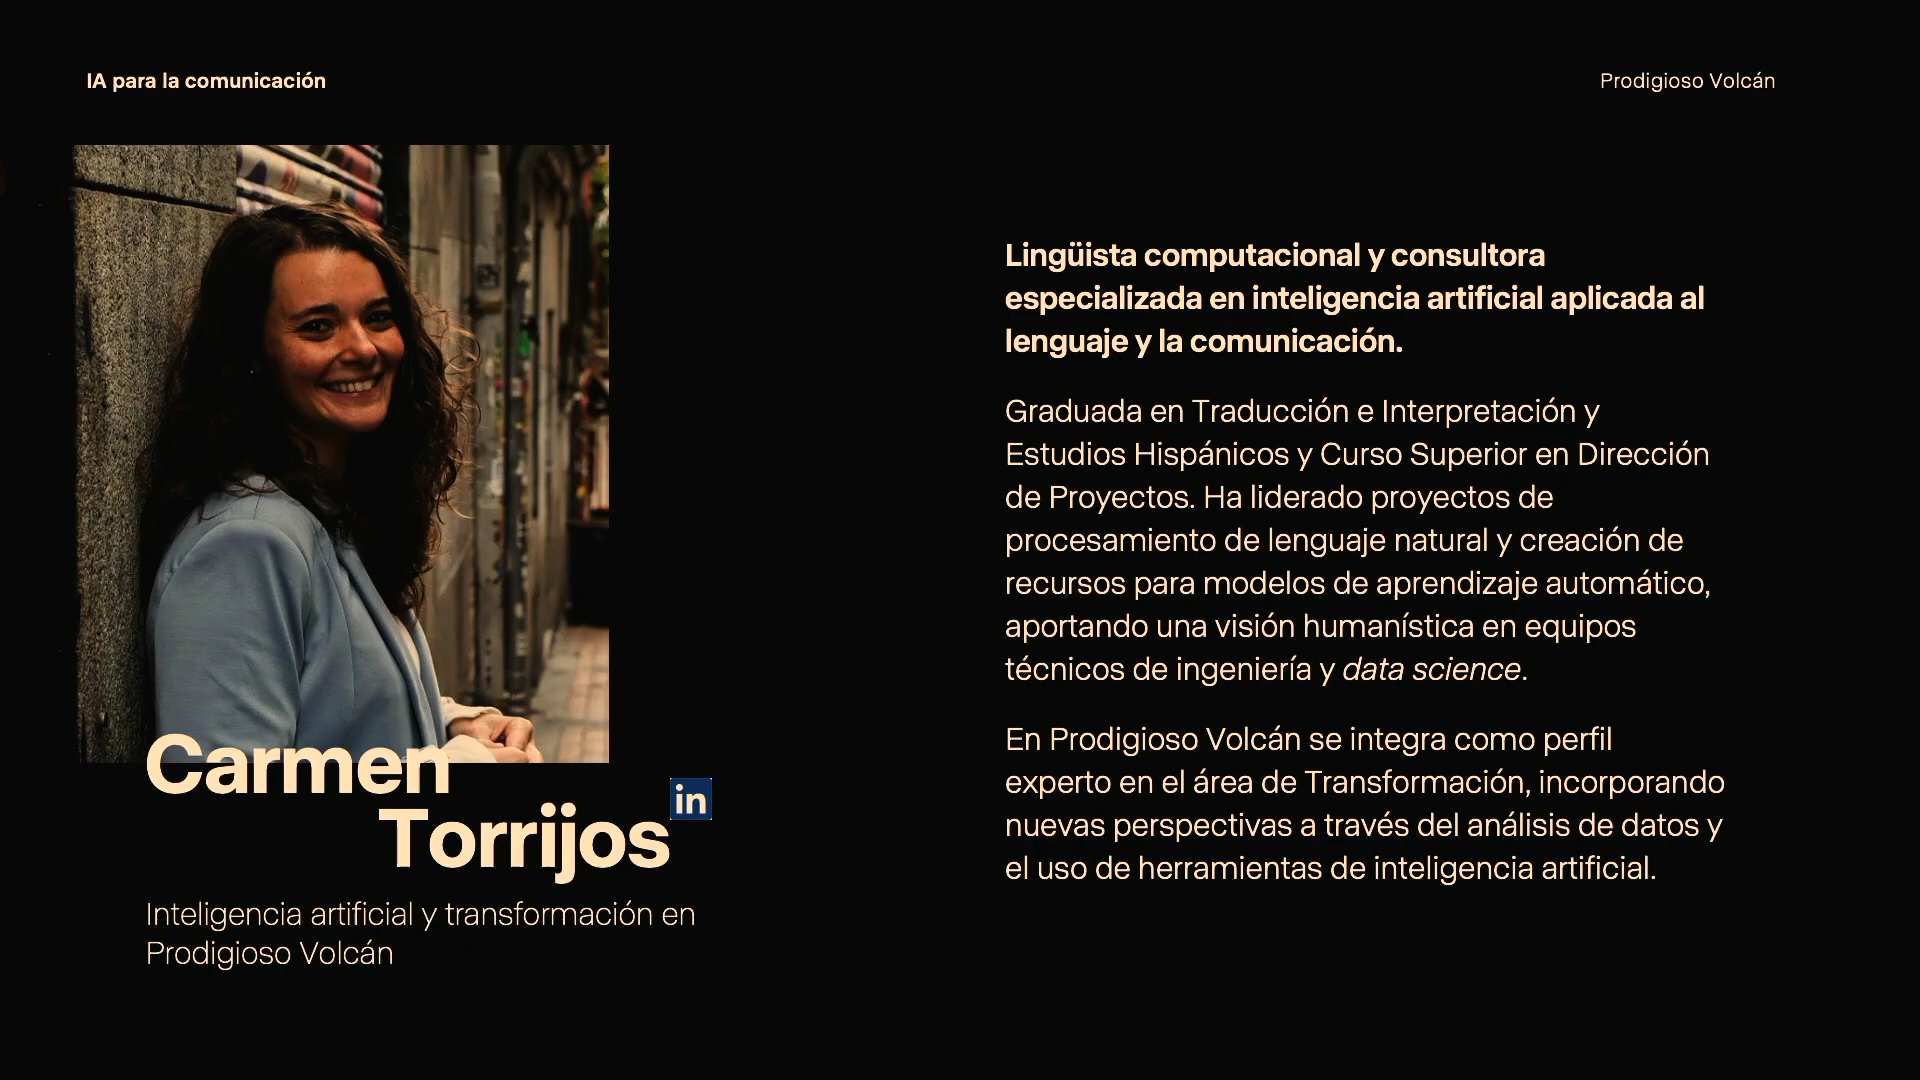 IA para la comunicación
Prodigioso Volcán
Carmen
Torrijos
in
Inteligencia artificial y transformación en
Prodigioso Volcán
Lingüista computacional y consultora
especializada en inteligencia artificial aplicada al
lenguaje y la comunicación.
Graduada en Traducción e Interpretación y
Estudios Hispánicos y Curso Superior en Dirección
de Proyectos. Ha liderado proyectos de
procesamiento de lenguaje natural y creación de
recursos para modelos de aprendizaje automático,
aportando una visión humanística en equipos
técnicos de ingeniería y data science.
En Prodigioso Volcán se integra como perfil
experto en el área de Transformación, incorporando
nuevas perspectivas a través del análisis de datos y
el uso de herramientas de inteligencia artificial.